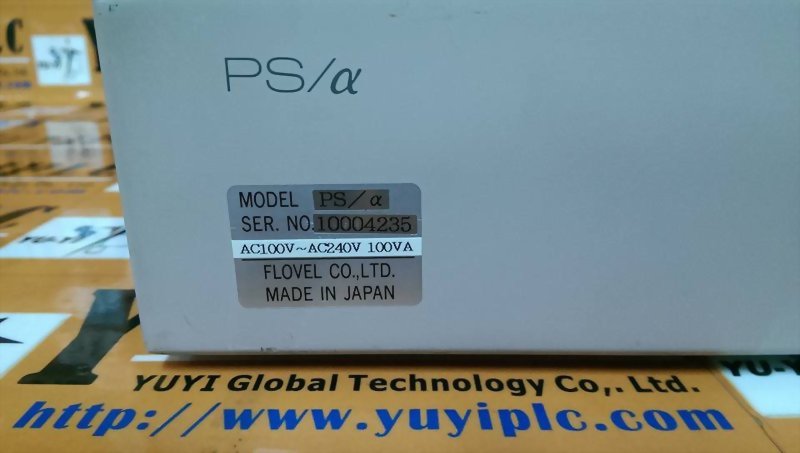 PS/α
MODEL PS/α
SER. NO. 10004235
AC100V~AC240V 100VA
FLOVEL CO.,LTD.
MADE IN JAPAN
YUYI Global Technology Co,. Ltd.
http://www.yuyiplc.com